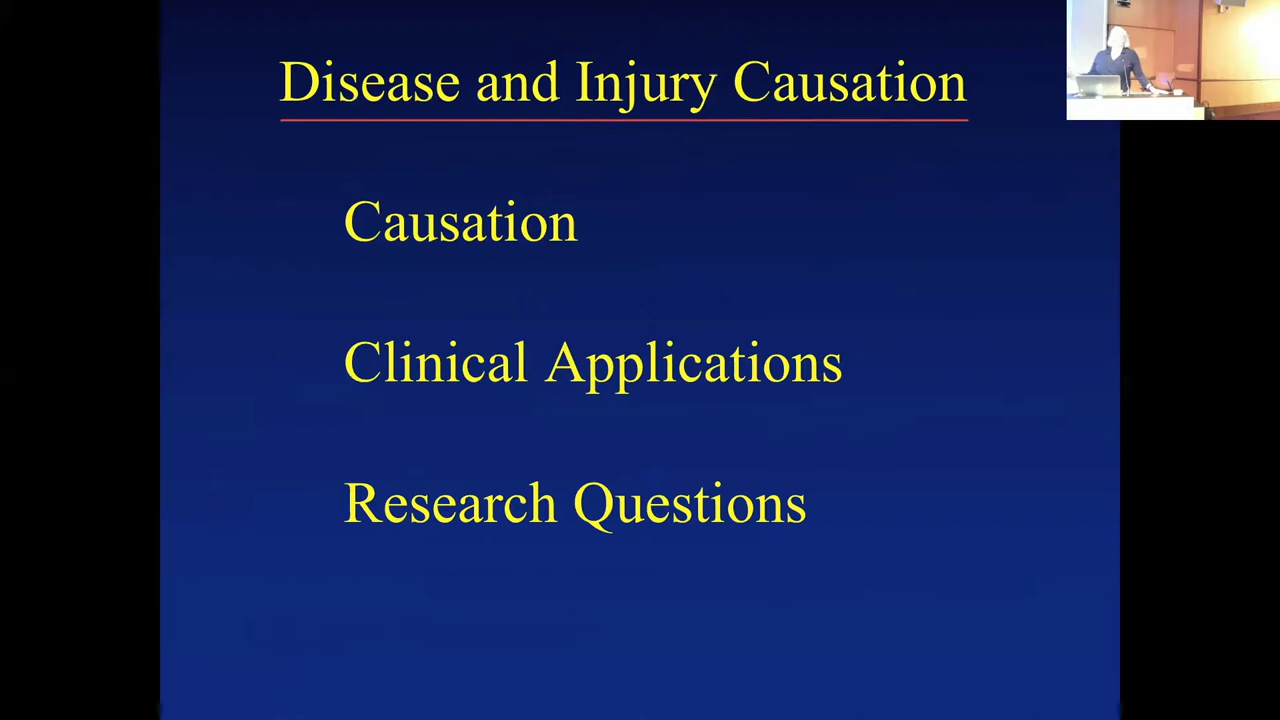 Disease and Injury Causation
Causation
Clinical Applications
Research Questions